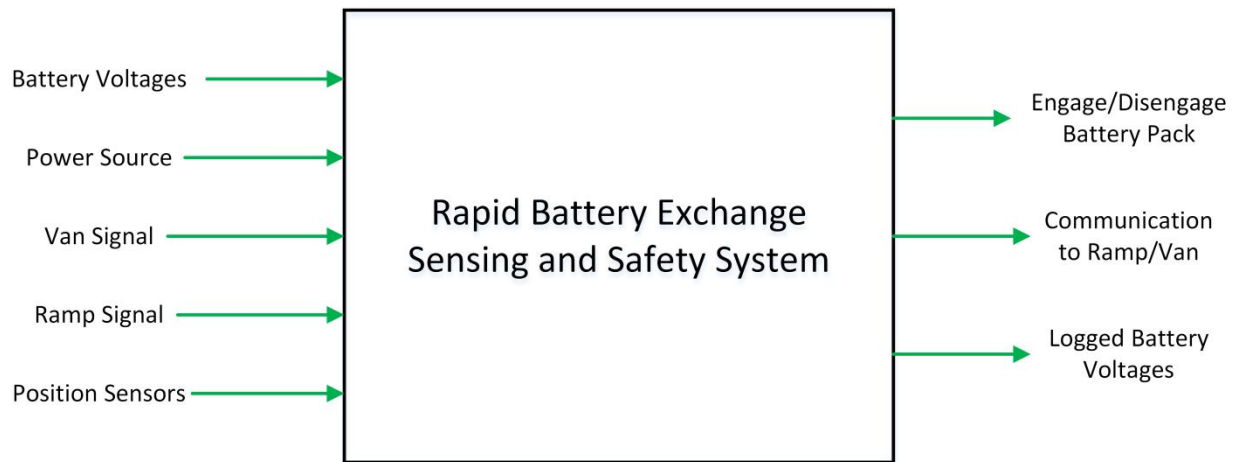 Battery Voltages
Power Source
Van Signal
Ramp Signal
Position Sensors
Rapid Battery Exchange
Sensing and Safety System
Engage/Disengage
Battery Pack
Communication
to Ramp/Van
Logged Battery
Voltages